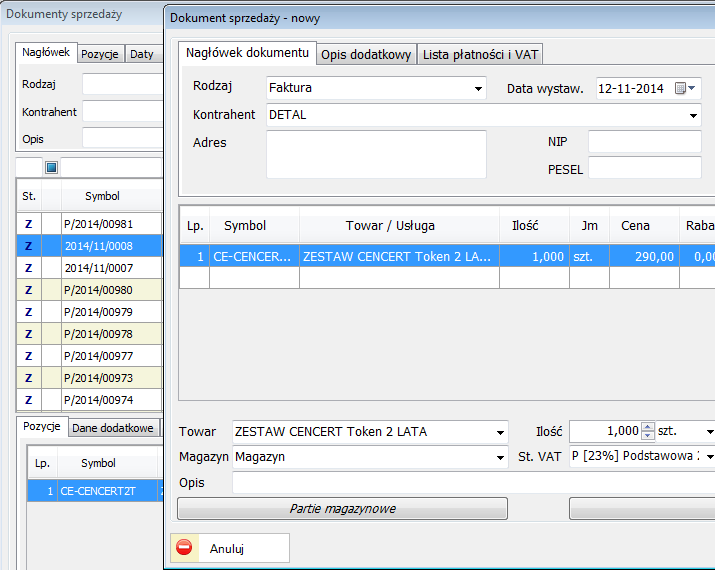 Dokumenty sprzedaży
Nagłówek Pozycje Daty
Rodzaj
Kontrahent
Opis
St. Symbol
Z P/2014/00981
Z 2014/11/0008
Z 2014/11/0007
Z P/2014/00980
Z P/2014/00979
Z P/2014/00978
Z P/2014/00977
Z P/2014/00973
Z P/2014/00974
Pozycje Dane dodatkowe
Lp. Symbol
1 CE-CENCERT2T
Dokument sprzedaży - nowy
Nagłówek dokumentu Opis dodatkowy Lista płatności i VAT
Rodzaj Faktura Data wystaw. 12-11-2014
Kontrahent DETAL
Adres NIP
PESEL
Lp. Symbol Towar / Usługa Ilość Jm Cena Raba
1 CE-CENCER... ZESTAW CENCERT Token 2 LA... 1,000 szt. 290,00 0,00
Towar ZESTAW CENCERT Token 2 LATA Ilość 1,000 szt.
Magazyn Magazyn St. VAT P [23%] Podstawowa
Opis
Partie magazynowe
Anuluj